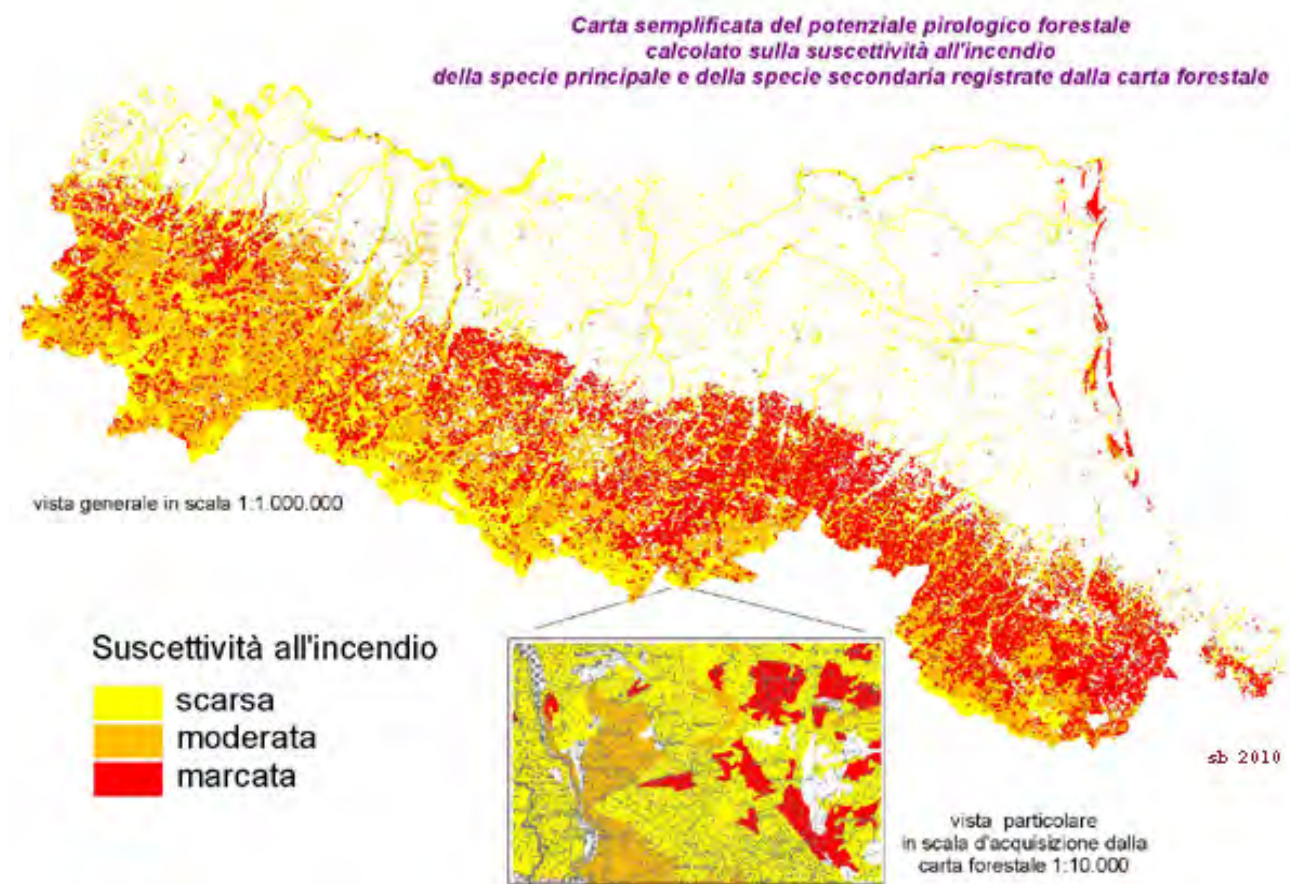 Carta semplificata del potenziale pirologico forestale
calcolato sulla suscettività all'incendio
della specie principale e della specie secondaria registrate dalla carta forestale
vista generale in scala 1:1.000.000
Suscettività all'incendio
scarsa
moderata
marcata
sb 2010
vista particolare
in scala d'acquisizione dalla
carta forestale 1:10.000